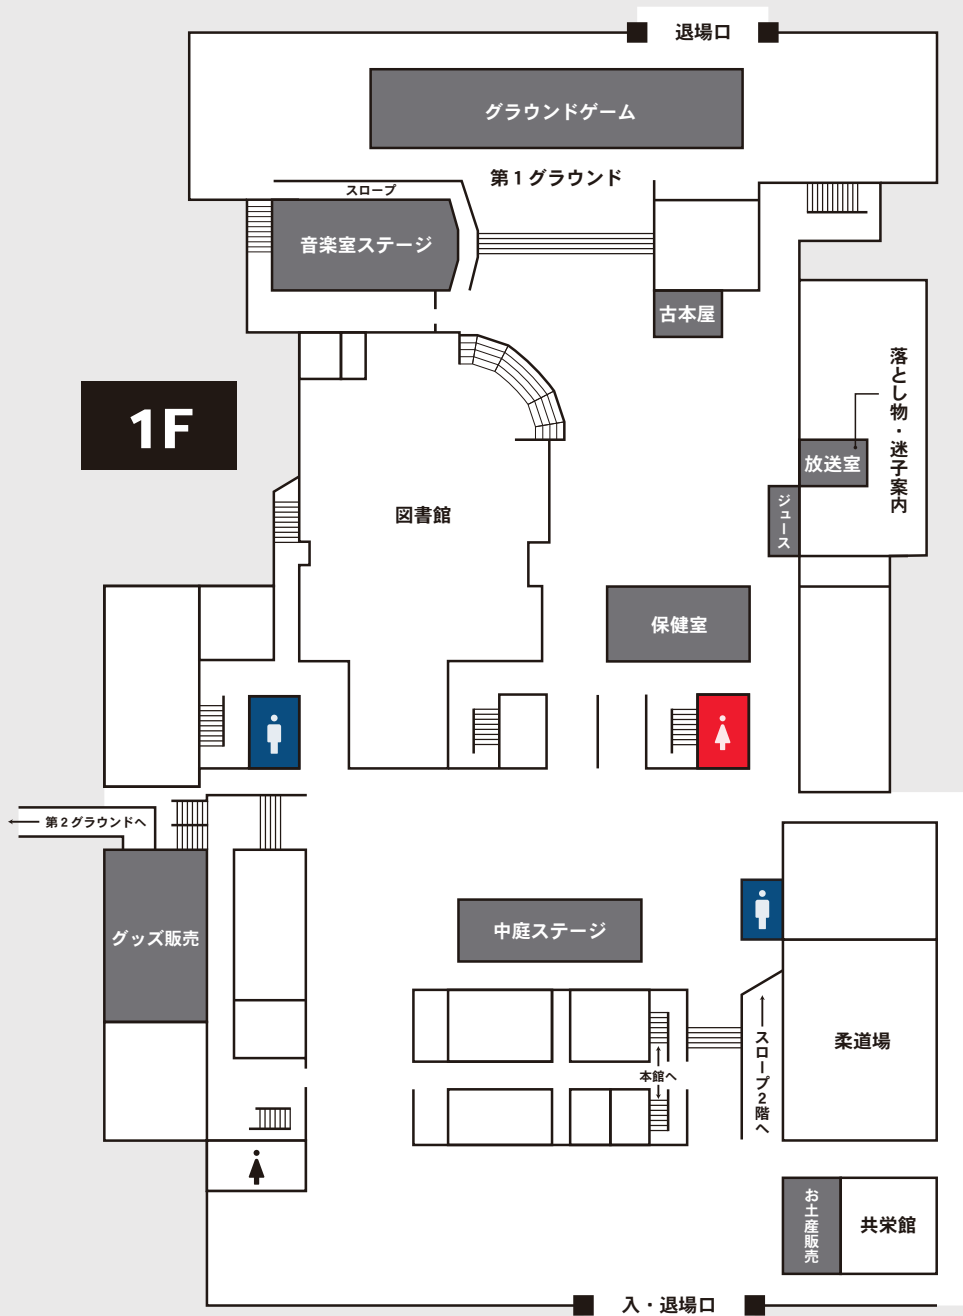 退場口
グラウンドゲーム
第1グラウンド
スロープ
音楽室ステージ
古本屋
落とし物・迷子案内
1F
放送室
ジュース
図書館
保健室
第2グラウンドへ
グッズ販売
中庭ステージ
柔道場
スロープ2階へ
本館へ
お土産販売
共栄館
入・退場口